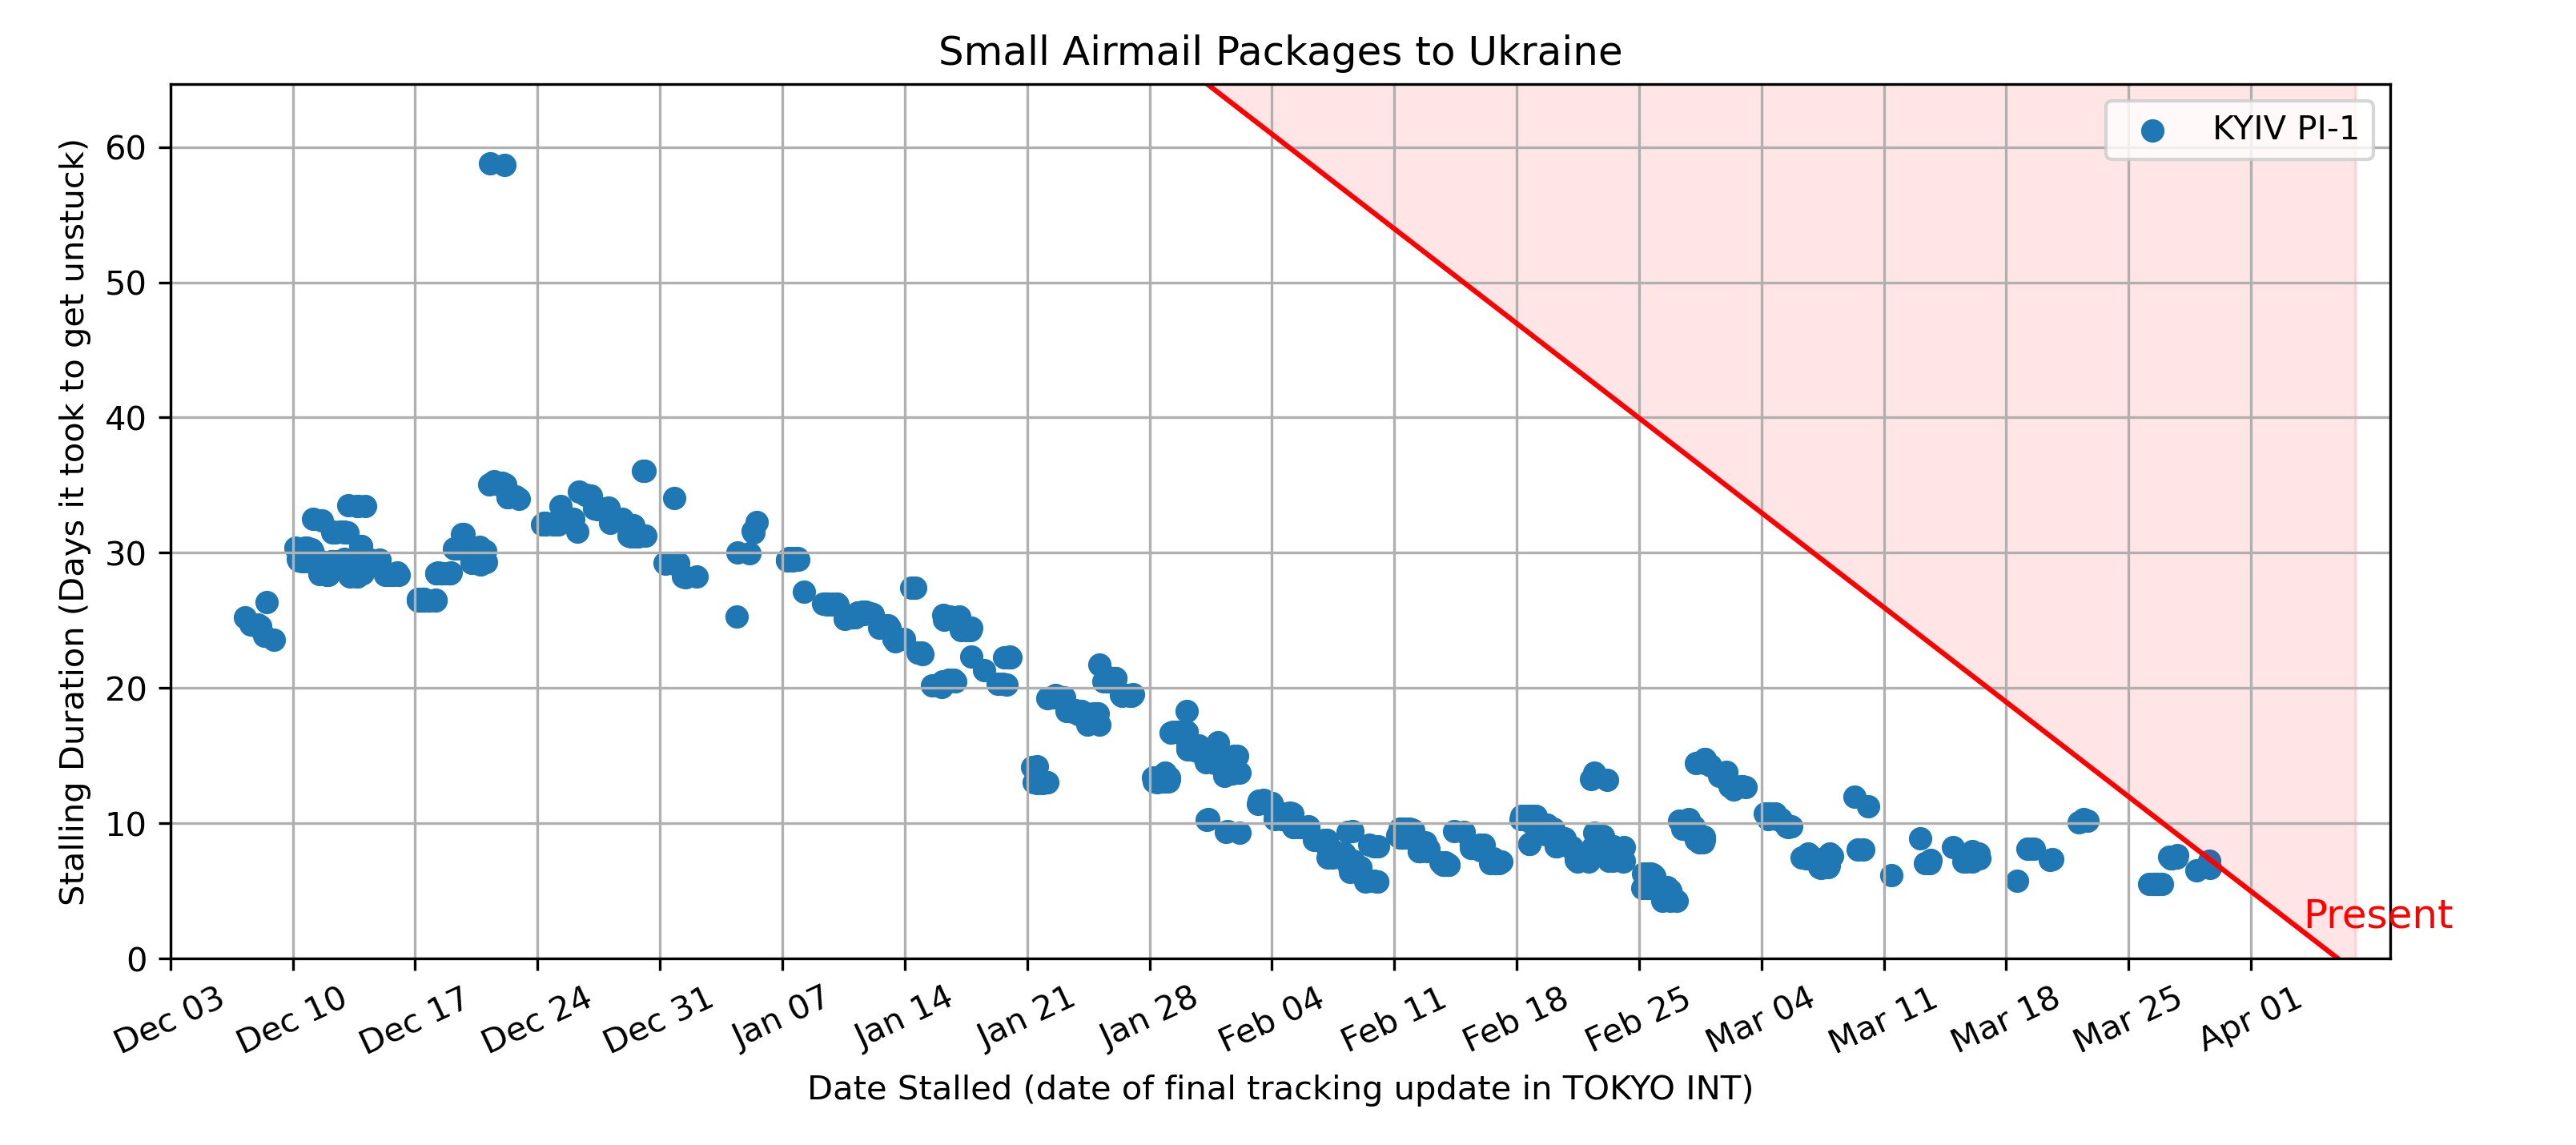 Small Airmail Packages to Ukraine
KYIV PI-1
Stalling Duration (Days it took to get unstuck)
60
50
40
30
20
10
0
Present
Dec 03
Dec 10
Dec 17
Dec 24
Dec 31
Jan 07
Jan 14
Jan 21
Jan 28
Feb 04
Feb 11
Feb 18
Feb 25
Mar 04
Mar 11
Mar 18
Mar 25
Apr 01
Date Stalled (date of final tracking update in TOKYO INT)